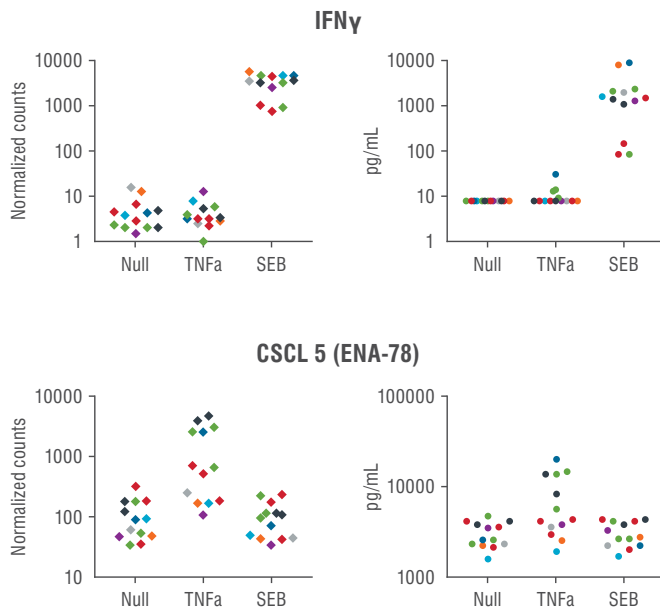 IFNγ
Normalized counts
10000
1000
100
10
1
Null TNFa SEB
pg/mL
10000
1000
100
10
1
Null TNFa SEB
CSCL 5 (ENA-78)
Normalized counts
10000
1000
100
10
Null TNFa SEB
pg/mL
100000
10000
1000
Null TNFa SEB